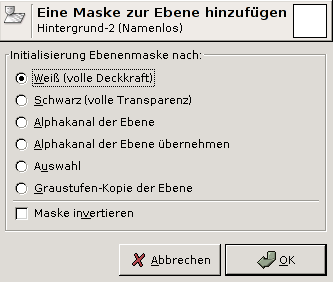 Eine Maske zur Ebene hinzufügen
Hintergrund-2 (Namenlos)
Initialisierung Ebenenmaske nach:
Weiß (volle Deckkraft)
Schwarz (volle Transparenz)
Alphakanal der Ebene
Alphakanal der Ebene übernehmen
Auswahl
Graustufen-Kopie der Ebene
Maske invertieren
Abbrechen
OK